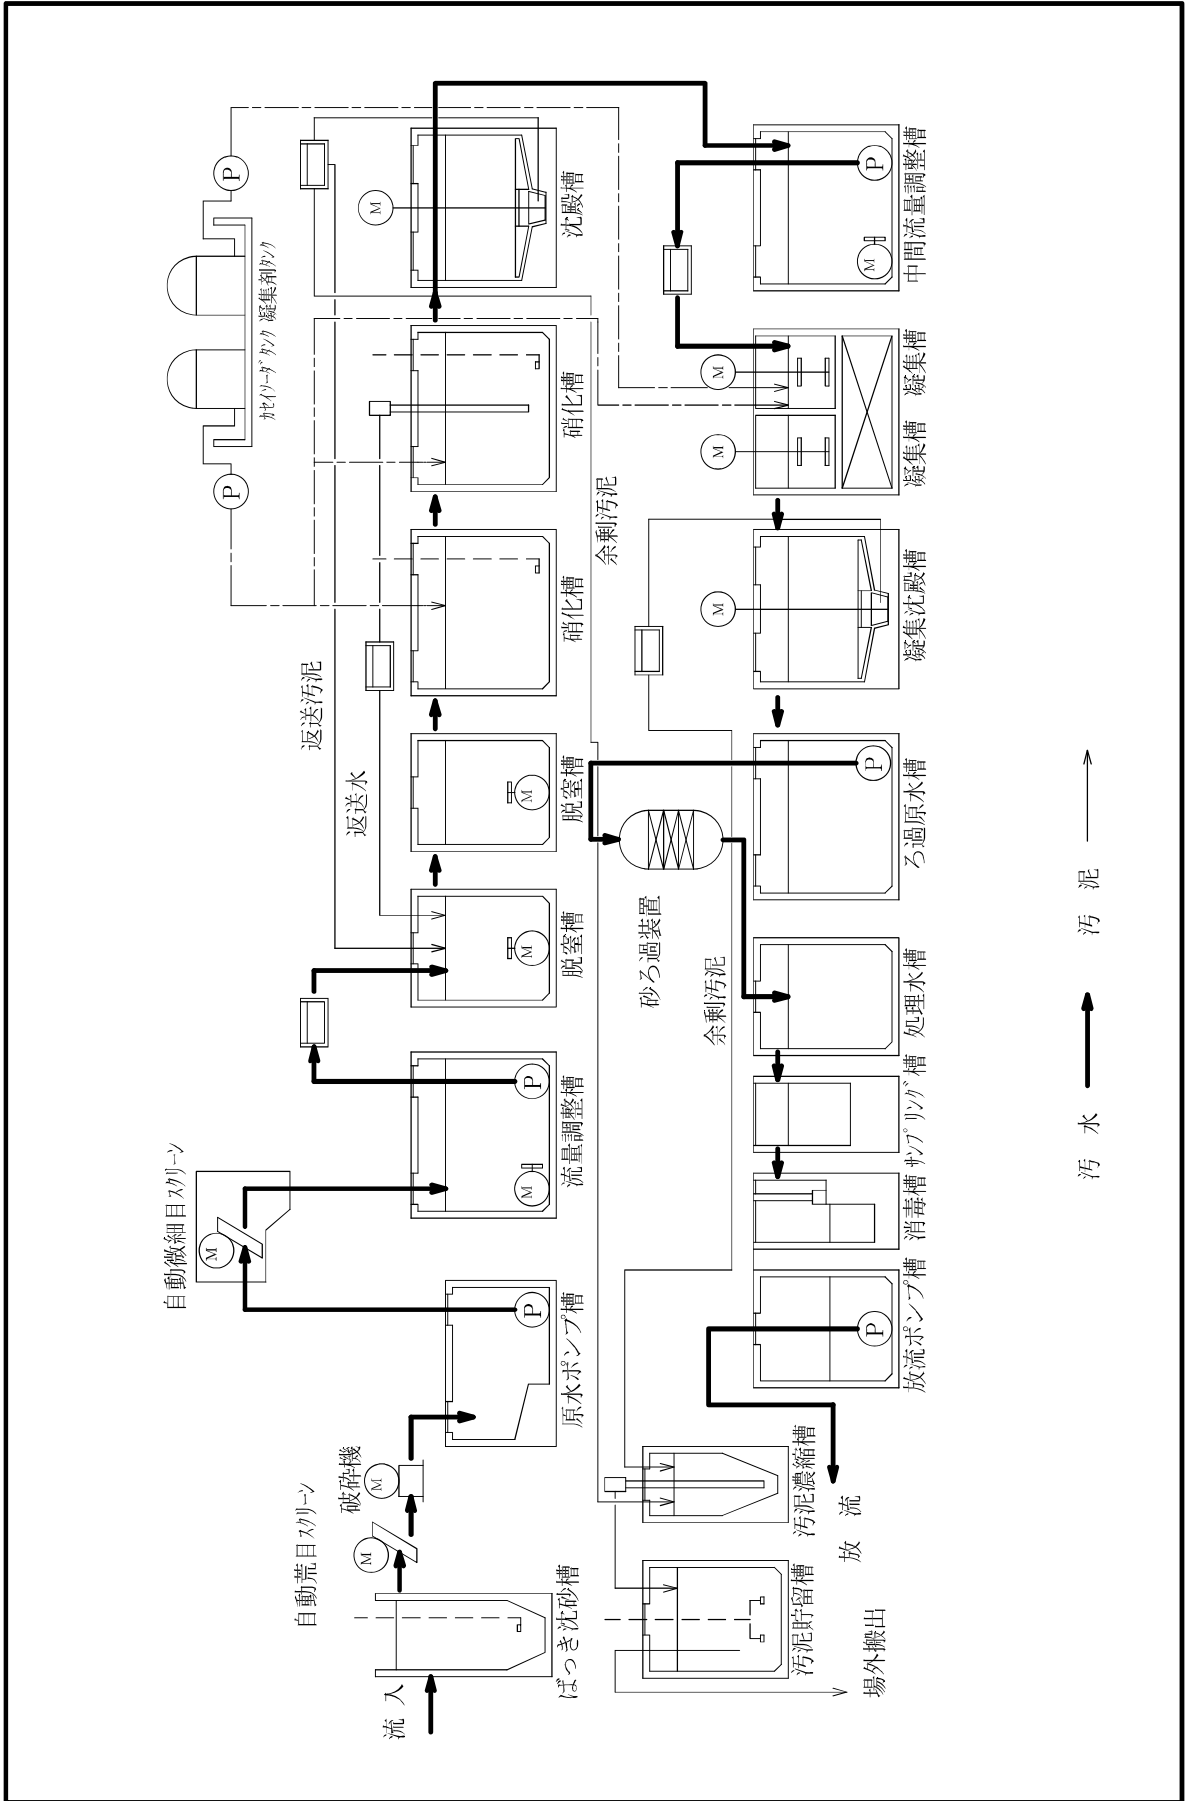 カセイソーダタンク
凝集剤タンク
P
P
自動微細目スクリーン
M
返送汚泥
返送水
自動荒目スクリーン
破砕機
M
M
流 入
ばっき沈砂槽
原水ポンプ槽
P
流量調整槽
M
P
脱窒槽
M
脱窒槽
M
硝化槽
硝化槽
沈殿槽
M
余剰汚泥
砂ろ過装置
余剰汚泥
汚泥貯留槽
汚泥濃縮槽
場外搬出
放 流
放流ポンプ槽
P
消毒槽
サンプリング槽
処理水槽
ろ過原水槽
P
凝集沈殿槽
M
凝集槽
M
凝集槽
M
中間流量調整槽
M
P
汚 水
汚 泥